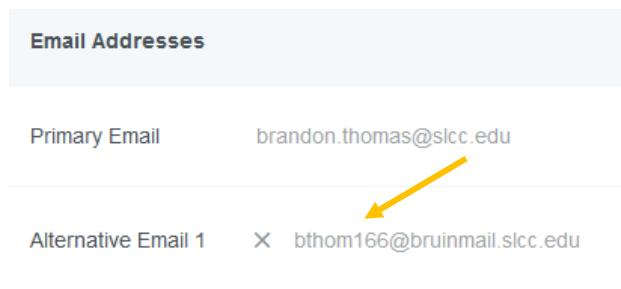 Email Addresses
Primary Email brandon.thomas@slcc.edu
Alternative Email 1 × bthom166@bruinmail.slcc.edu